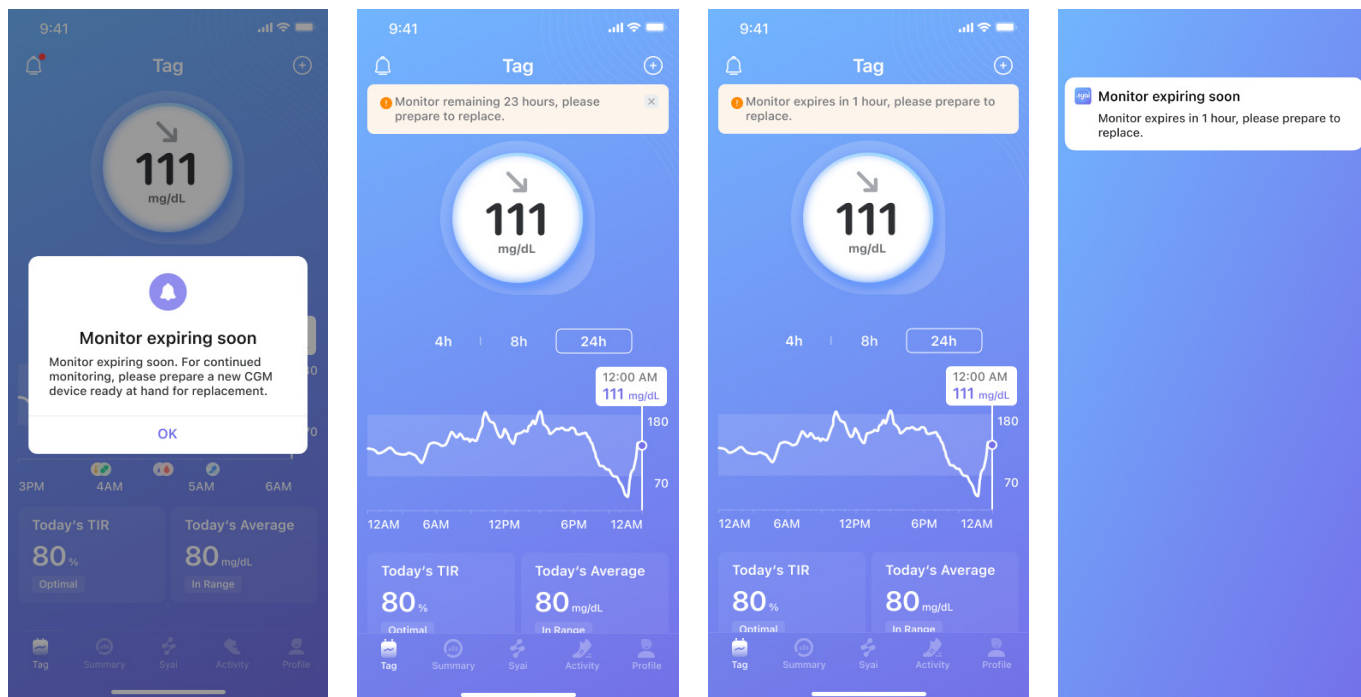 9:41
Tag
111
mg/dL
Monitor expiring soon
Monitor expiring soon. For continued
monitoring, please prepare a new CGM
device ready at hand for replacement.
OK
3PM 4AM 5AM 6AM
Today's TIR Today's Average
80 % 80 mg/dL
Optimal In Range
Tag Summary Syai Activity Profile
9:41
Tag
Monitor remaining 23 hours, please
prepare to replace.
111
mg/dL
4h 8h 24h
12:00 AM
111 mg/dL
180
70
12AM 6AM 12PM 6PM 12AM
Today's TIR Today's Average
80 % 80 mg/dL
Optimal In Range
Tag Summary Syai Activity Profile
9:41
Tag
Monitor expires in 1 hour, please prepare to
replace.
111
mg/dL
4h 8h 24h
12:00 AM
111 mg/dL
180
70
12AM 6AM 12PM 6PM 12AM
Today's TIR Today's Average
80 % 80 mg/dL
Optimal In Range
Tag Summary Syai Activity Profile
syai Monitor expiring soon
Monitor expires in 1 hour, please prepare to
replace.